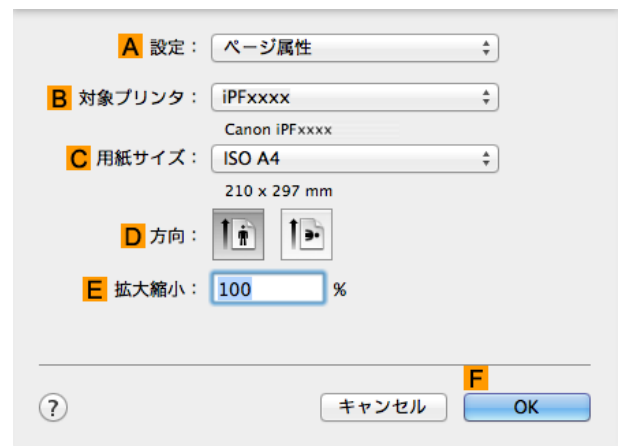 A 設定： ページ属性
B 対象プリンタ： iPFxxxx
Canon iPFxxxx
C 用紙サイズ： ISO A4
210 x 297 mm
D 方向：
E 拡大縮小： 100 %
F
? キャンセル OK